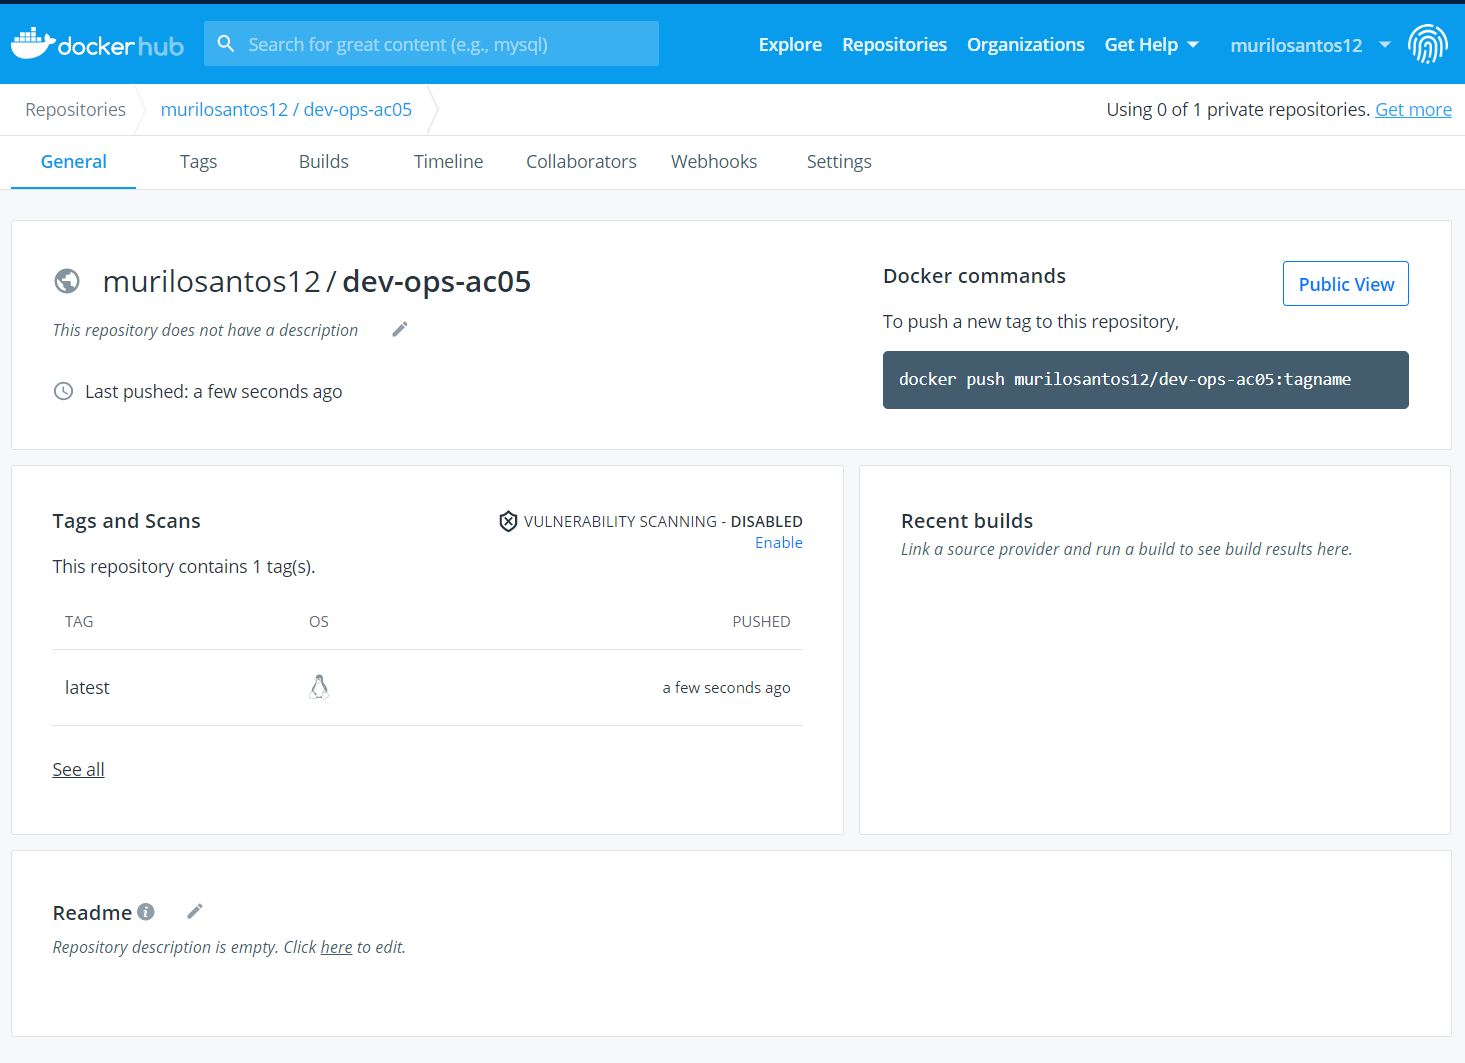 docker hub
Search for great content (e.g., mysql)
Explore Repositories Organizations Get Help murilosantos12
Repositories murilosantos12 / dev-ops-ac05 Using 0 of 1 private repositories. Get more
General Tags Builds Timeline Collaborators Webhooks Settings
murilosantos12 / dev-ops-ac05
This repository does not have a description
Last pushed: a few seconds ago
Docker commands
Public View
To push a new tag to this repository,
docker push murilosantos12/dev-ops-ac05:tagname
Tags and Scans
VULNERABILITY SCANNING - DISABLED
Enable
This repository contains 1 tag(s).
TAG OS PUSHED
latest a few seconds ago
See all
Recent builds
Link a source provider and run a build to see build results here.
Readme
Repository description is empty. Click here to edit.